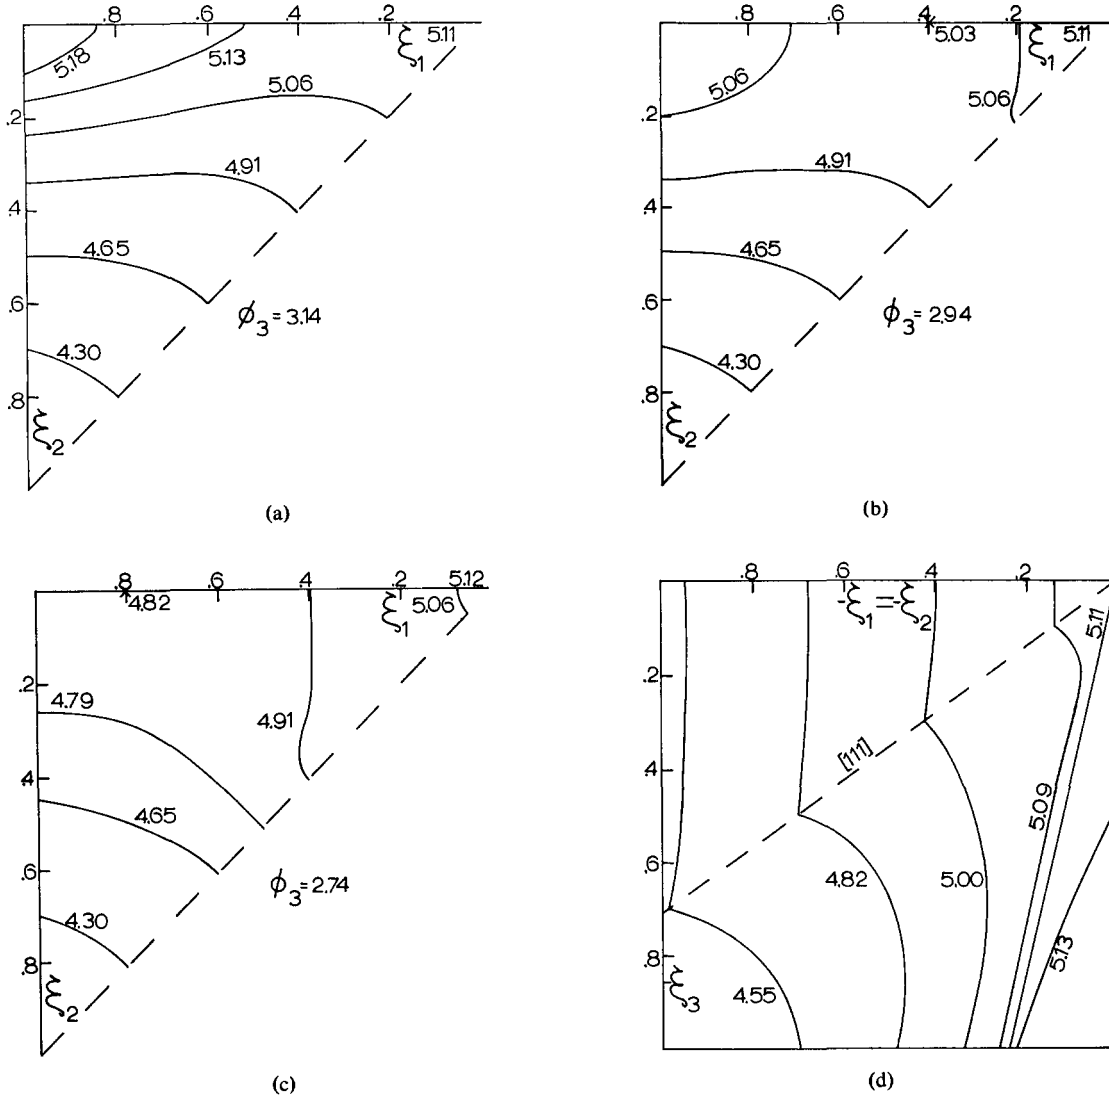 .8 .6 .4 .2
ξ₁ 5.11
5.18 5.13
5.06
.2
4.91
.4
4.65
.6
ϕ₃= 3.14
4.30
.8
ξ₂
(a)
.8 .6 .4 .2
5.03 ξ₁ 5.11
5.06 5.06
.2
4.91
.4
4.65
.6
ϕ₃= 2.94
4.30
.8
ξ₂
(b)
.8 .6 .4 .2 5.12
4.82 ξ₁ 5.06
.2
4.79 4.91
.4
4.65
.6
ϕ₃= 2.74
4.30
.8
ξ₂
(c)
.8 .6 .4 .2
-ξ₁=-ξ₂ 5.11
.2
[111]
.4
5.09
.6
4.82 5.00
.8
5.13
ξ₃ 4.55
(d)